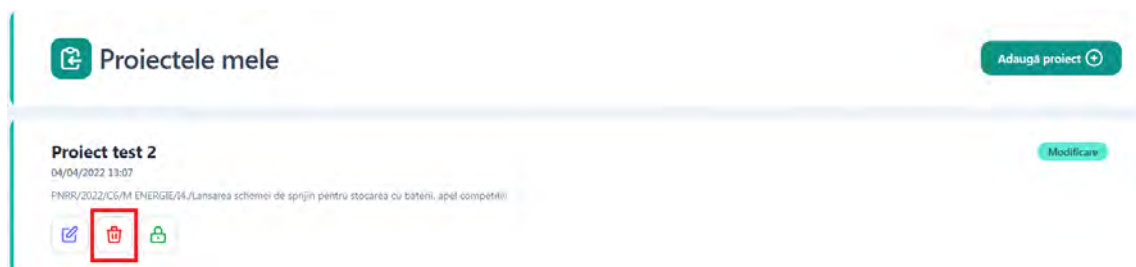 Proiectele mele
Adaugă proiect
Proiect test 2
Modificare
04/04/2022 13:07
PNRR/2022/C6/M ENERGIE/I4./Lansarea schemei de sprijin pentru stocarea cu baterii, apel competitiv